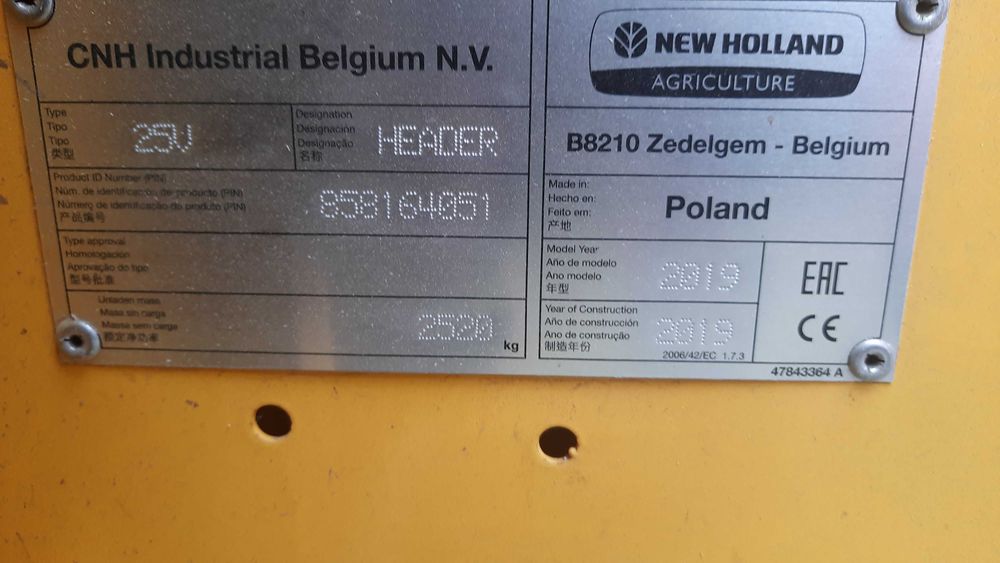 CNH Industrial Belgium N.V.
Type
Tipo
Tipo
类型
25V
Designation
Designación
Designação
名称
HEADER
Product ID Number (PIN)
Núm. de identificación de producto (PIN)
Número de identificação do produto (PIN)
产品编号
858164051
Type approval
Homologación
Aprovação do tipo
型号批准
Unladen mass
Masa sin carga
Massa sem carga
额定净功率
2520
kg
NEW HOLLAND
AGRICULTURE
B8210 Zedelgem - Belgium
Made in:
Hecho en:
Feito em:
产地
Poland
Model Year
Año de modelo
Ano modelo
年型
2019
Year of Construction
Año de construcción
Ano de construção
制造年份
2019
2006/42/EC 1.7.3
EAC
CE
47843364 A